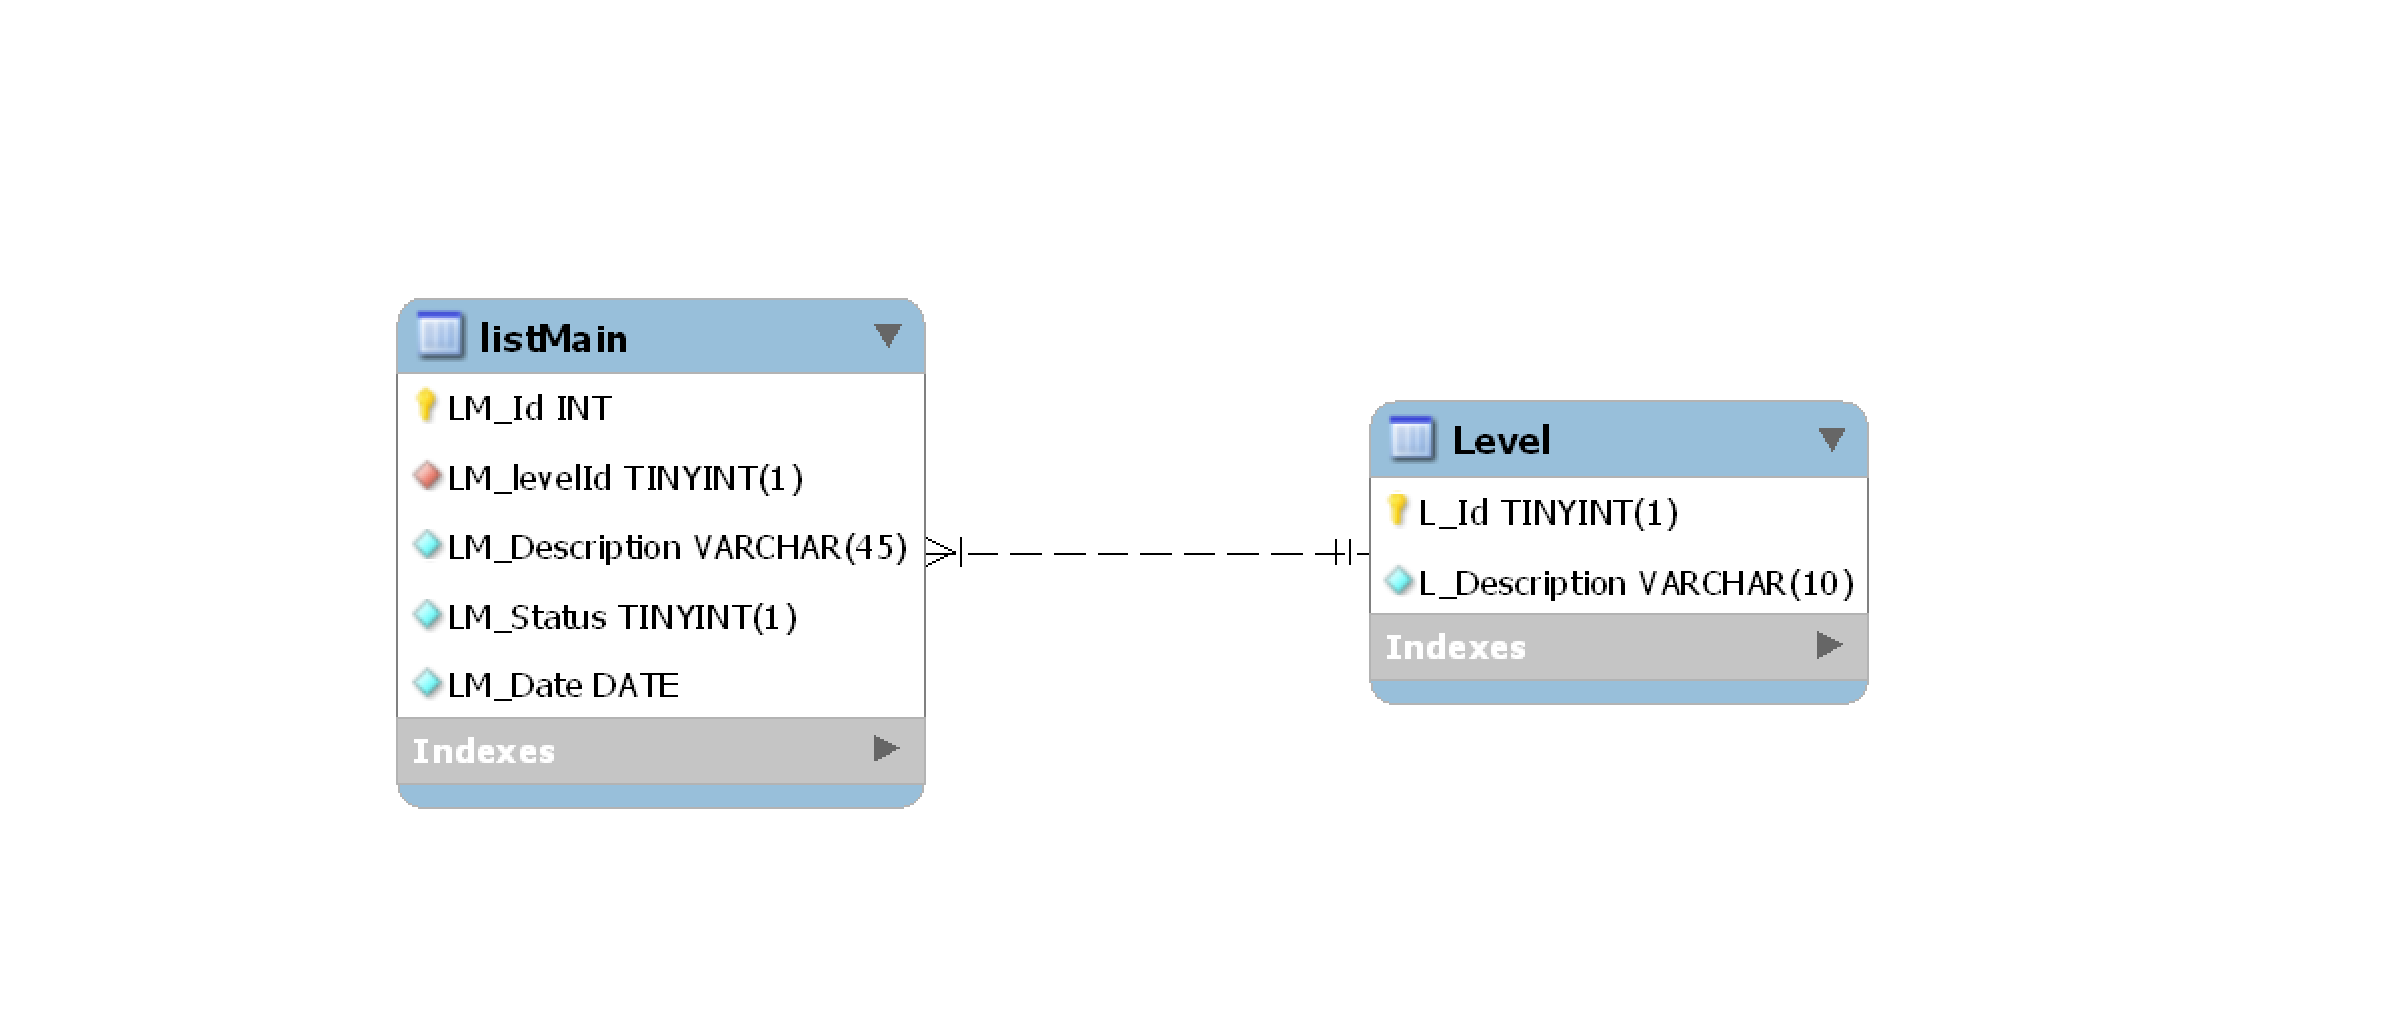 listMain
LM_Id INT
LM_levelId TINYINT(1)
LM_Description VARCHAR(45)
LM_Status TINYINT(1)
LM_Date DATE
Indexes
Level
L_Id TINYINT(1)
L_Description VARCHAR(10)
Indexes